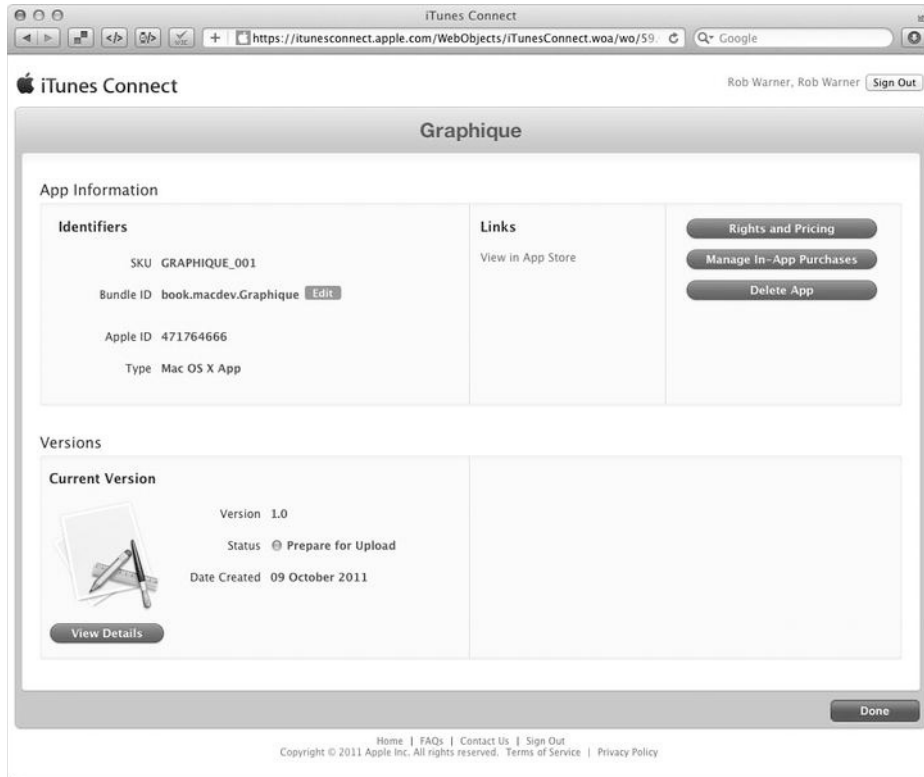 iTunes Connect
https://itunesconnect.apple.com/WebObjects/iTunesConnect.woa/wo/59.
Google
iTunes Connect
Rob Warner, Rob Warner Sign Out
Graphique
App Information
Identifiers
SKU GRAPHIQUE_001
Bundle ID book.macdev.Graphique Edit
Apple ID 471764666
Type Mac OS X App
Links
View in App Store
Rights and Pricing
Manage In-App Purchases
Delete App
Versions
Current Version
Version 1.0
Status Prepare for Upload
Date Created 09 October 2011
View Details
Done
Home | FAQs | Contact Us | Sign Out
Copyright © 2011 Apple Inc. All rights reserved. Terms of Service | Privacy Policy